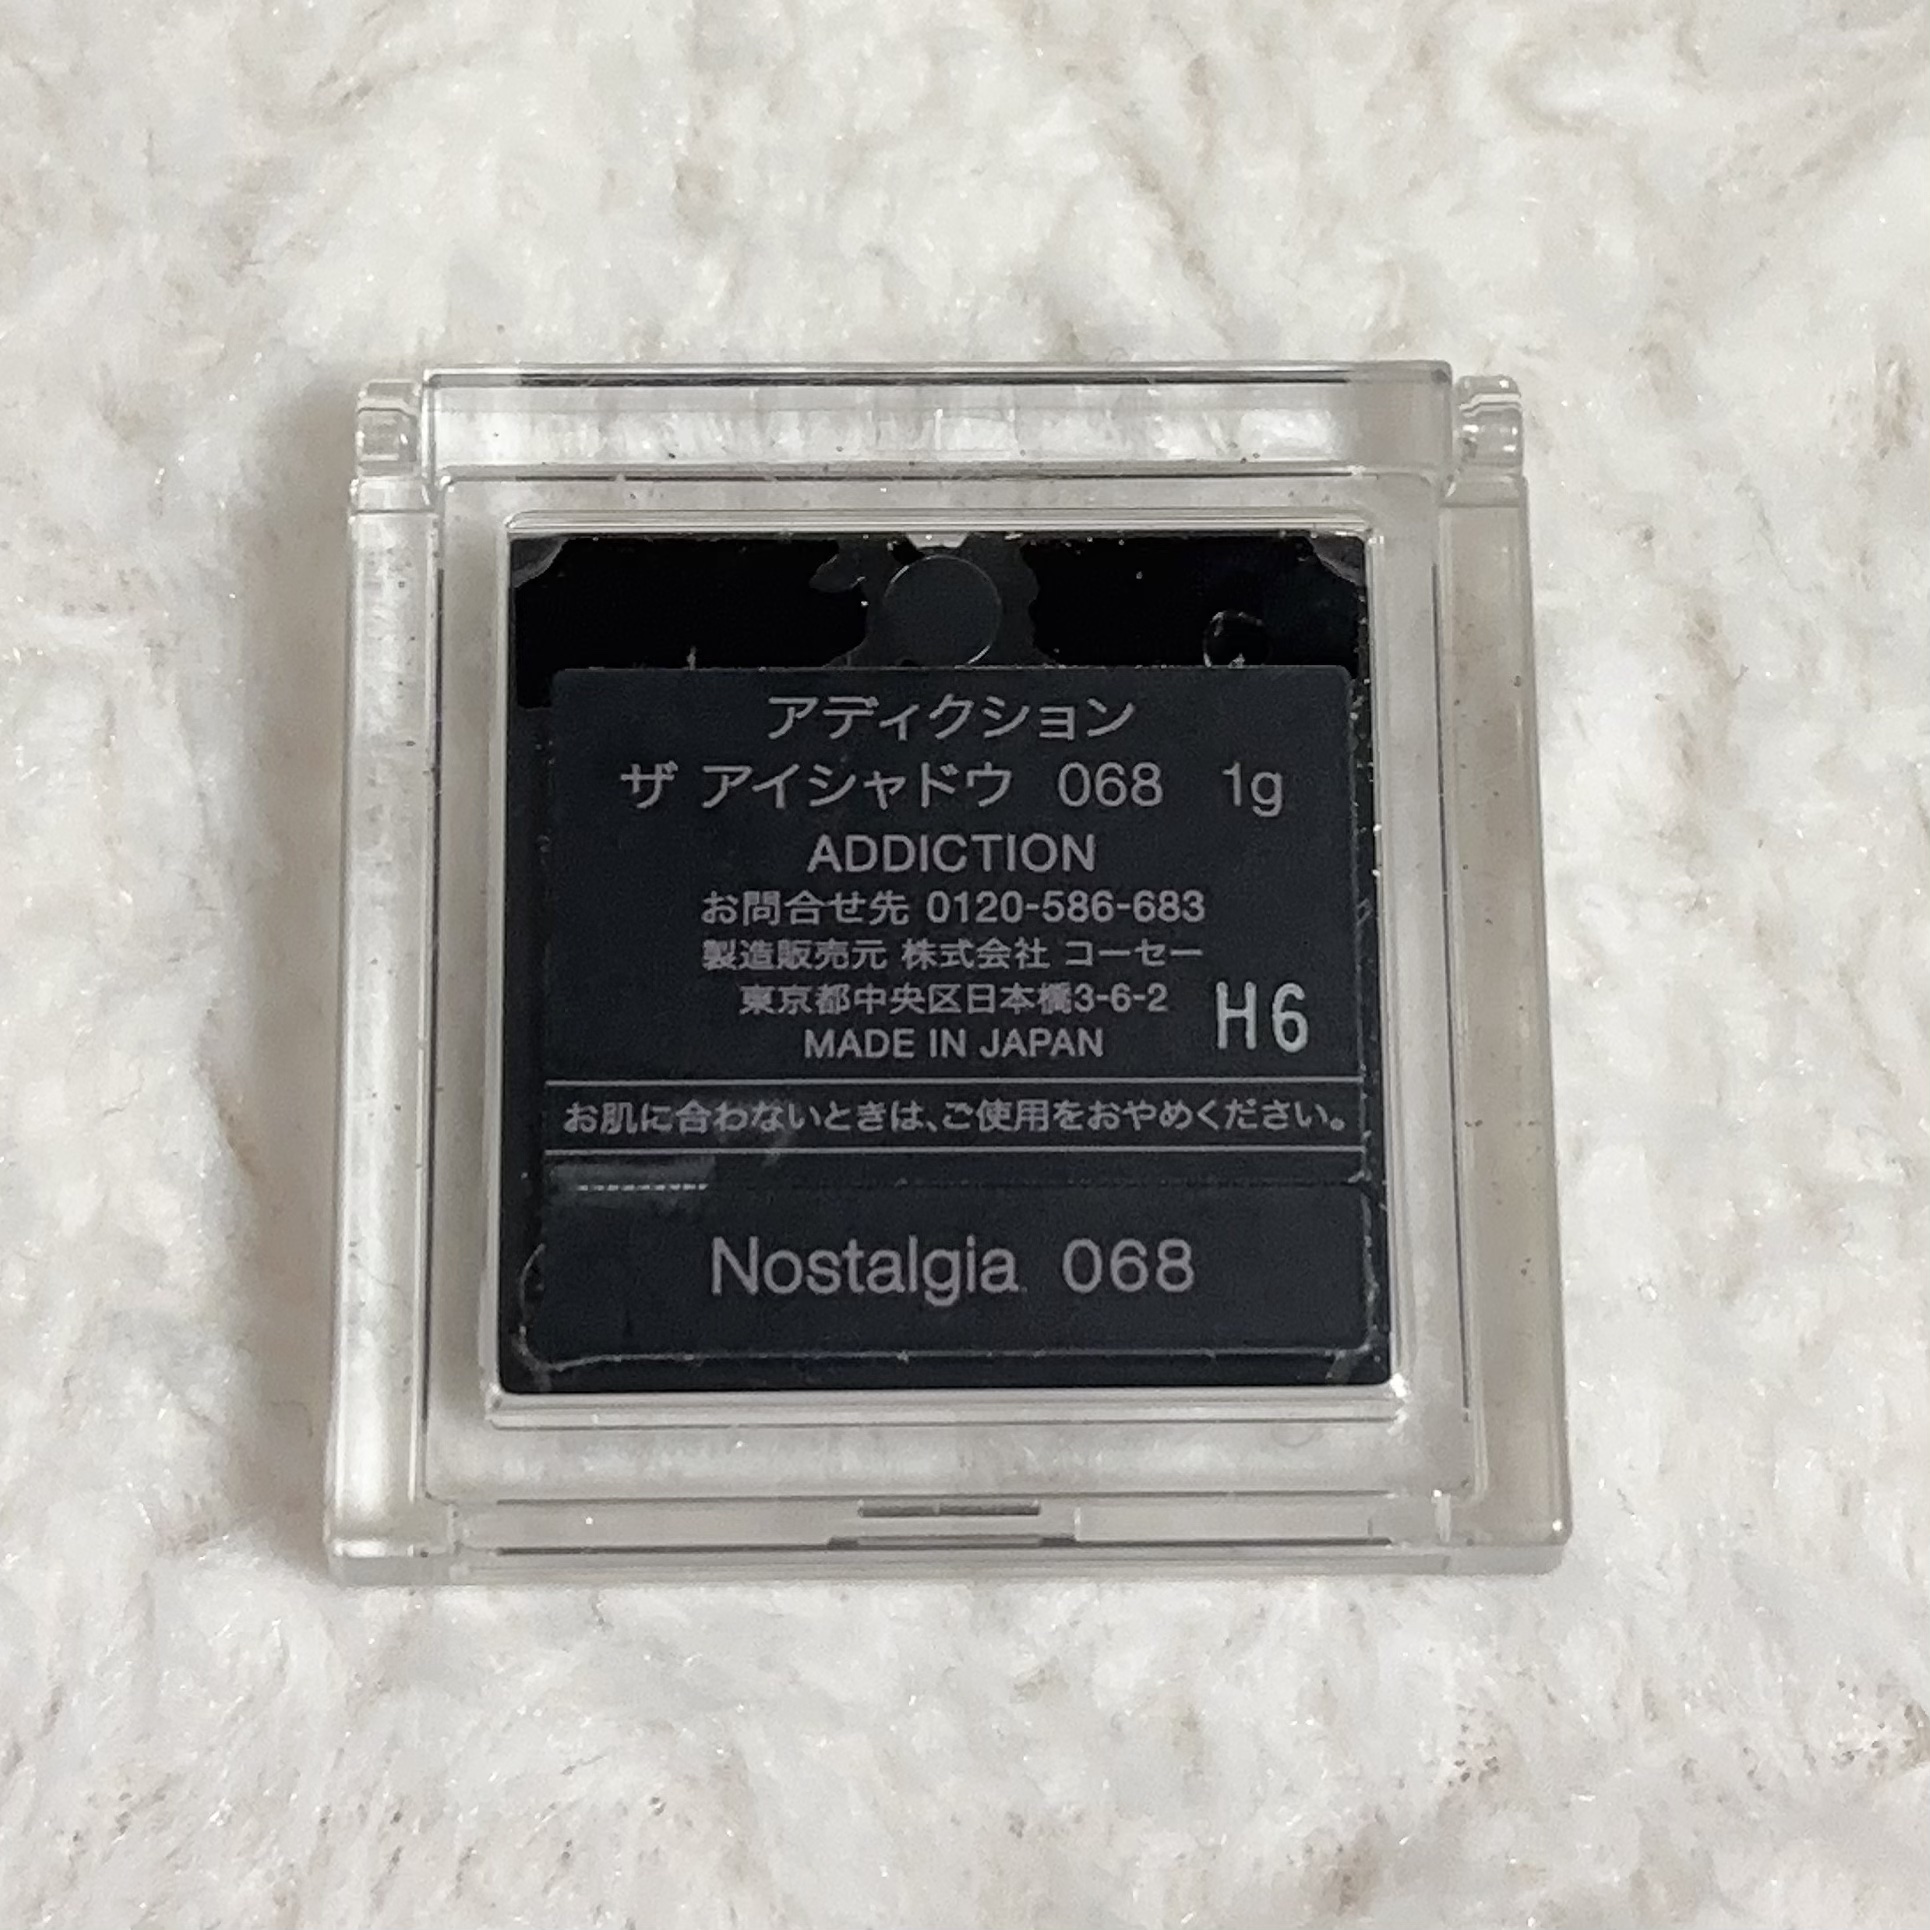 アディクション
ザ アイシャドウ 068 1g
ADDICTION
お問合せ先 0120-586-683
製造販売元 株式会社 コーセー
東京都中央区日本橋3-6-2
MADE IN JAPAN
H6
お肌に合わないときは、ご使用をおやめください。
Nostalgia 068